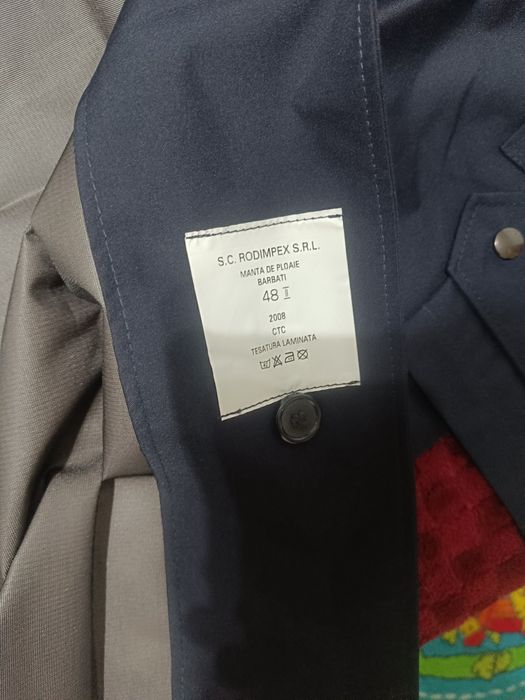 S.C. RODIMPEX S.R.L.
MANTA DE PLOAIE
BARBATI
48 II
2008
CTC
TESATURA LAMINATA